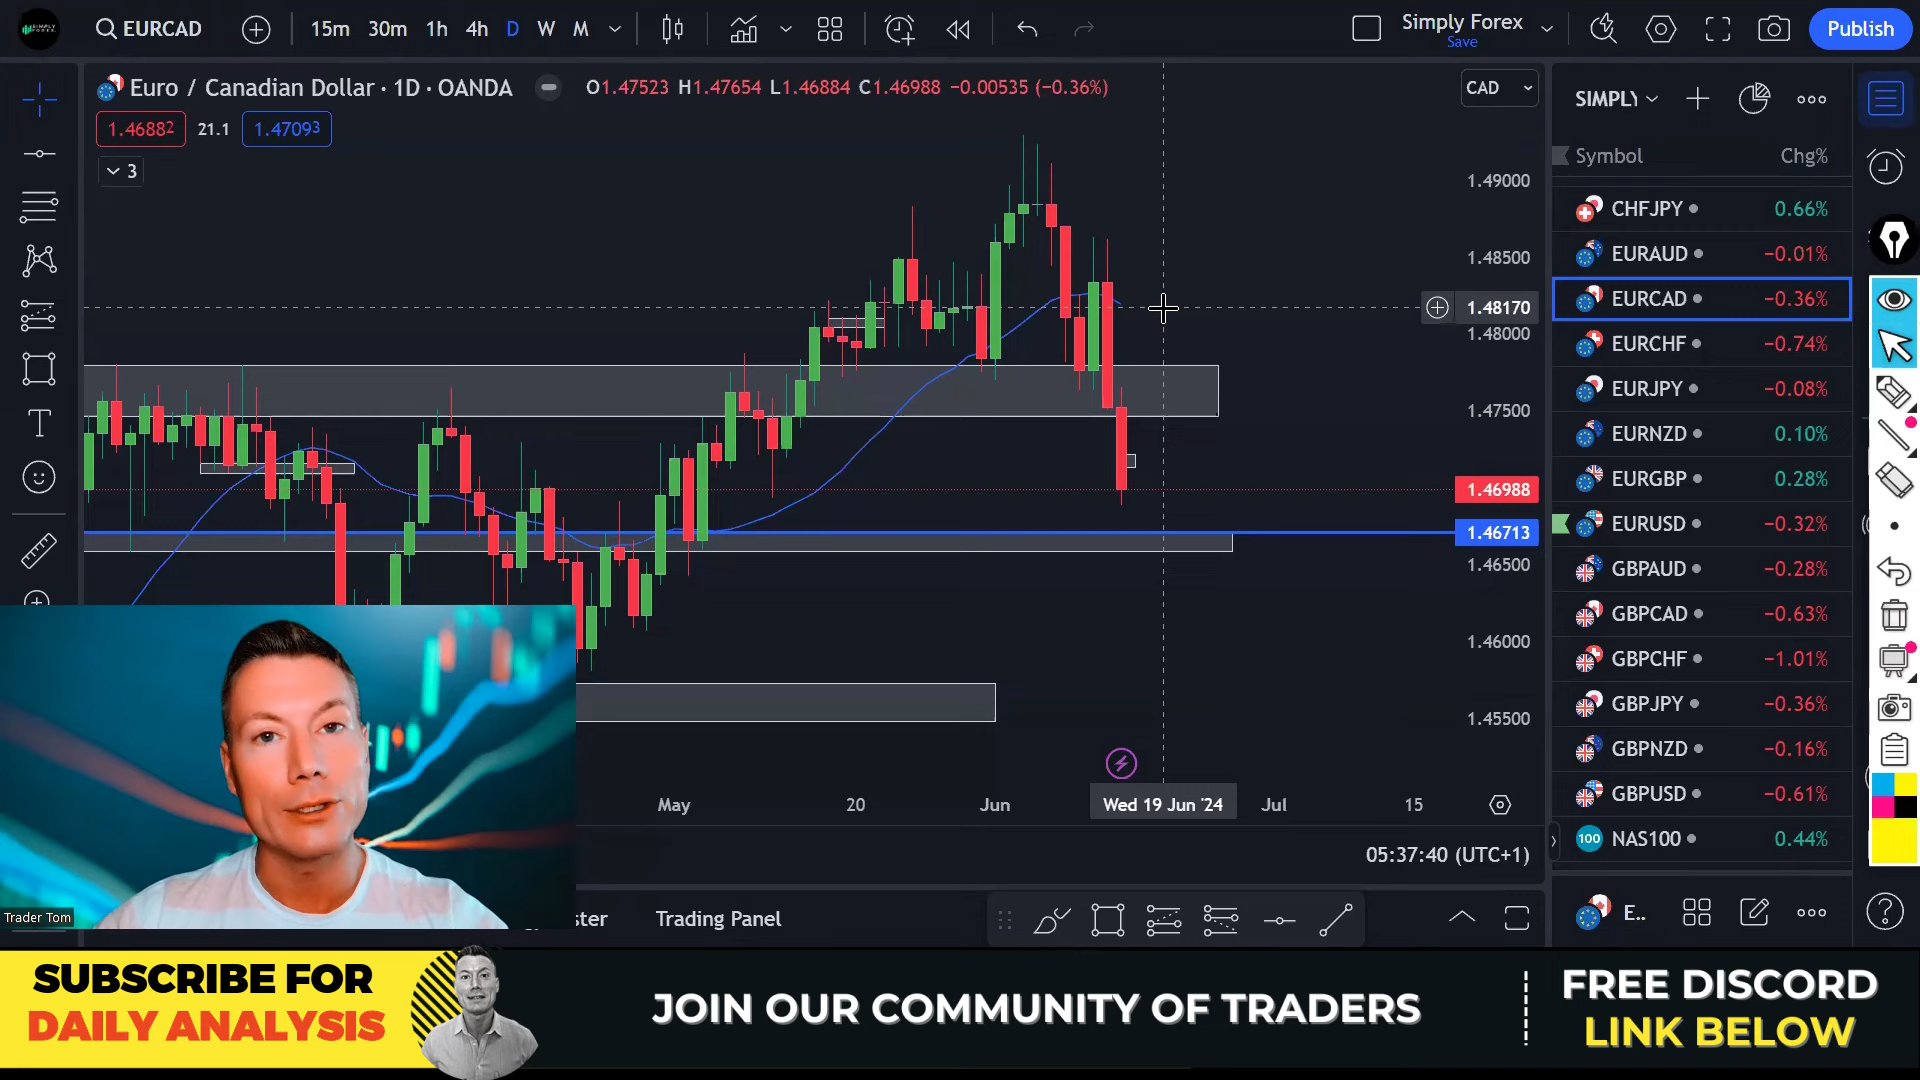 EURCAD
15m 30m 1h 4h D W M
Simply Forex
Save
Publish
Euro / Canadian Dollar · 1D · OANDA
O1.47523 H1.47654 L1.46884 C1.46988 −0.00535 (−0.36%)
CAD
1.46882 21.1 1.47093
3
SIMPLY
Symbol Chg%
CHFJPY 0.66%
EURAUD −0.01%
EURCAD −0.36%
EURCHF −0.74%
EURJPY −0.08%
EURNZD 0.10%
EURGBP 0.28%
EURUSD −0.32%
GBPAUD −0.28%
GBPCAD −0.63%
GBPCHF −1.01%
GBPJPY −0.36%
GBPNZD −0.16%
GBPUSD −0.61%
100 NAS100 0.44%
E..
1.49000
1.48500
1.48170
1.48000
1.47500
1.46988
1.46713
1.46500
1.46000
1.45500
May 20 Jun Wed 19 Jun '24 Jul 15
05:37:40 (UTC+1)
Trader Tom
ster Trading Panel
SUBSCRIBE FOR
DAILY ANALYSIS
JOIN OUR COMMUNITY OF TRADERS
FREE DISCORD
LINK BELOW